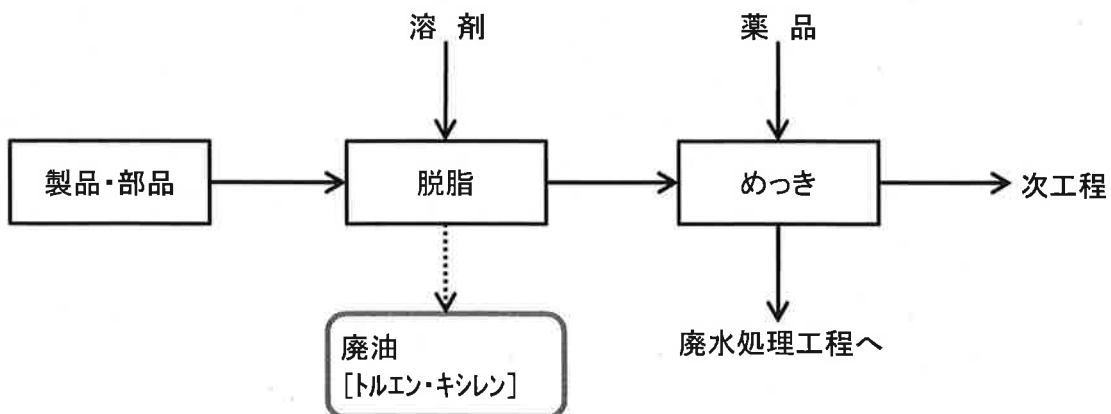 溶 剤
薬 品
製品・部品
脱脂
めっき
次工程
廃油
[トルエン・キシレン]
廃水処理工程へ